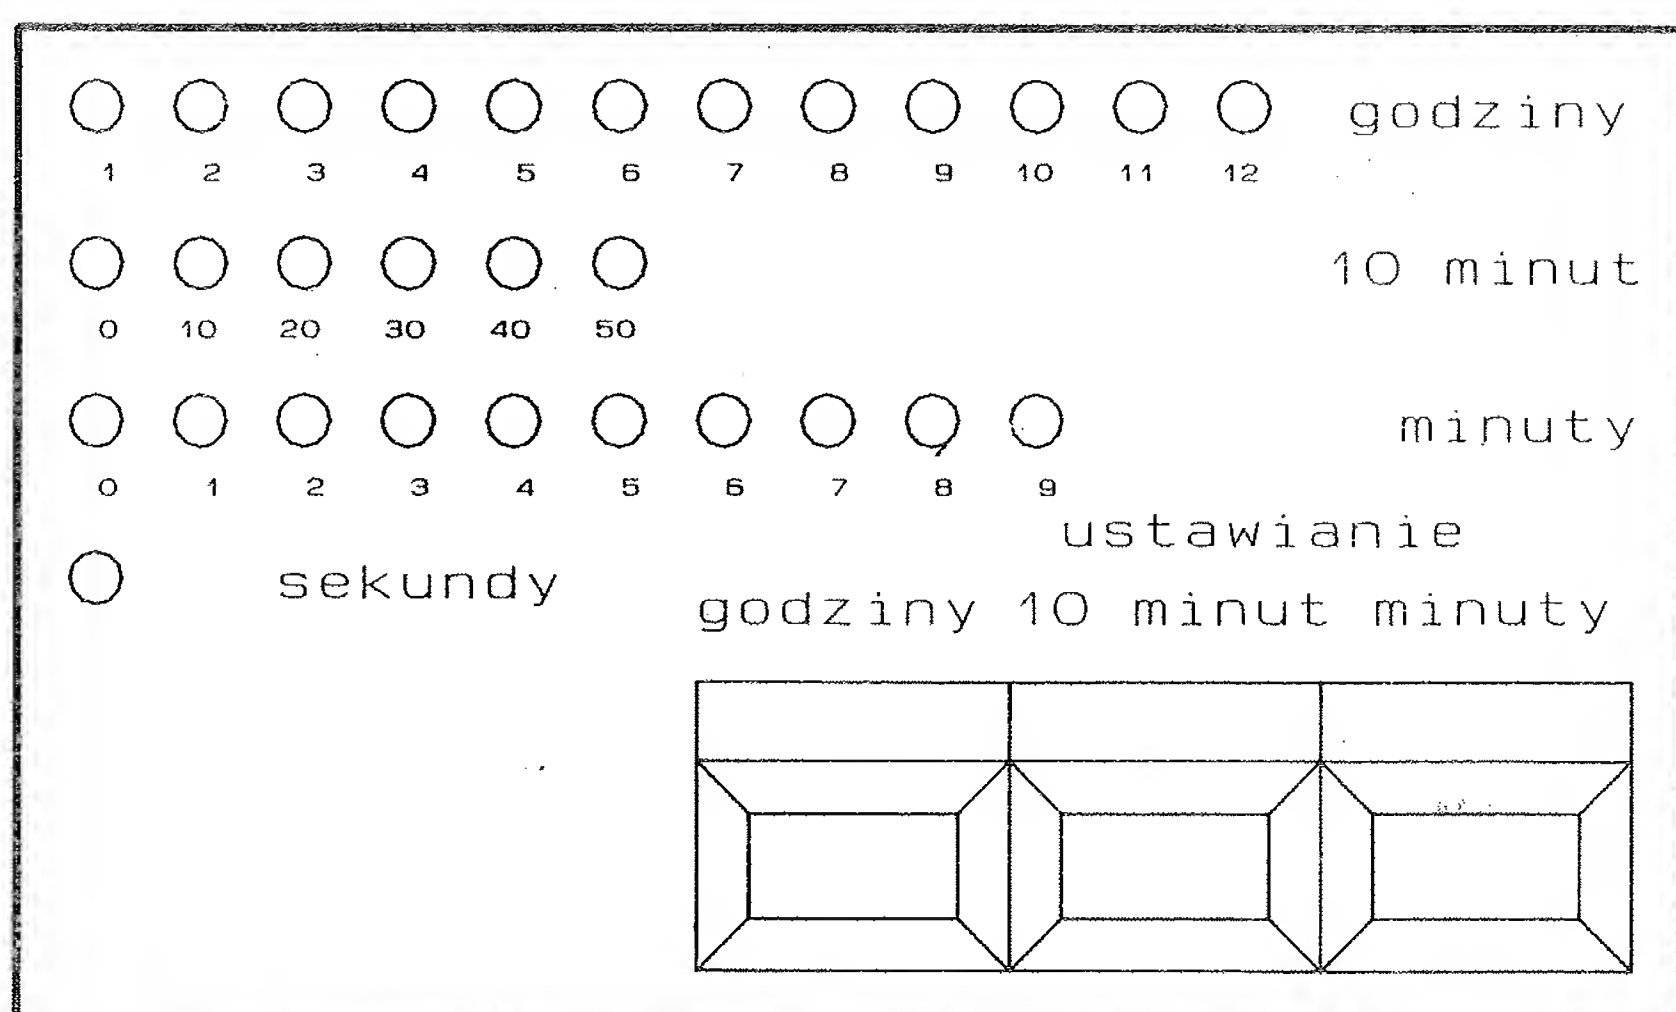 godziny
1 2 3 4 5 6 7 8 9 10 11 12
10 minut
0 10 20 30 40 50
minuty
0 1 2 3 4 5 6 7 8 9
sekundy
ustawianie
godziny 10 minut minuty